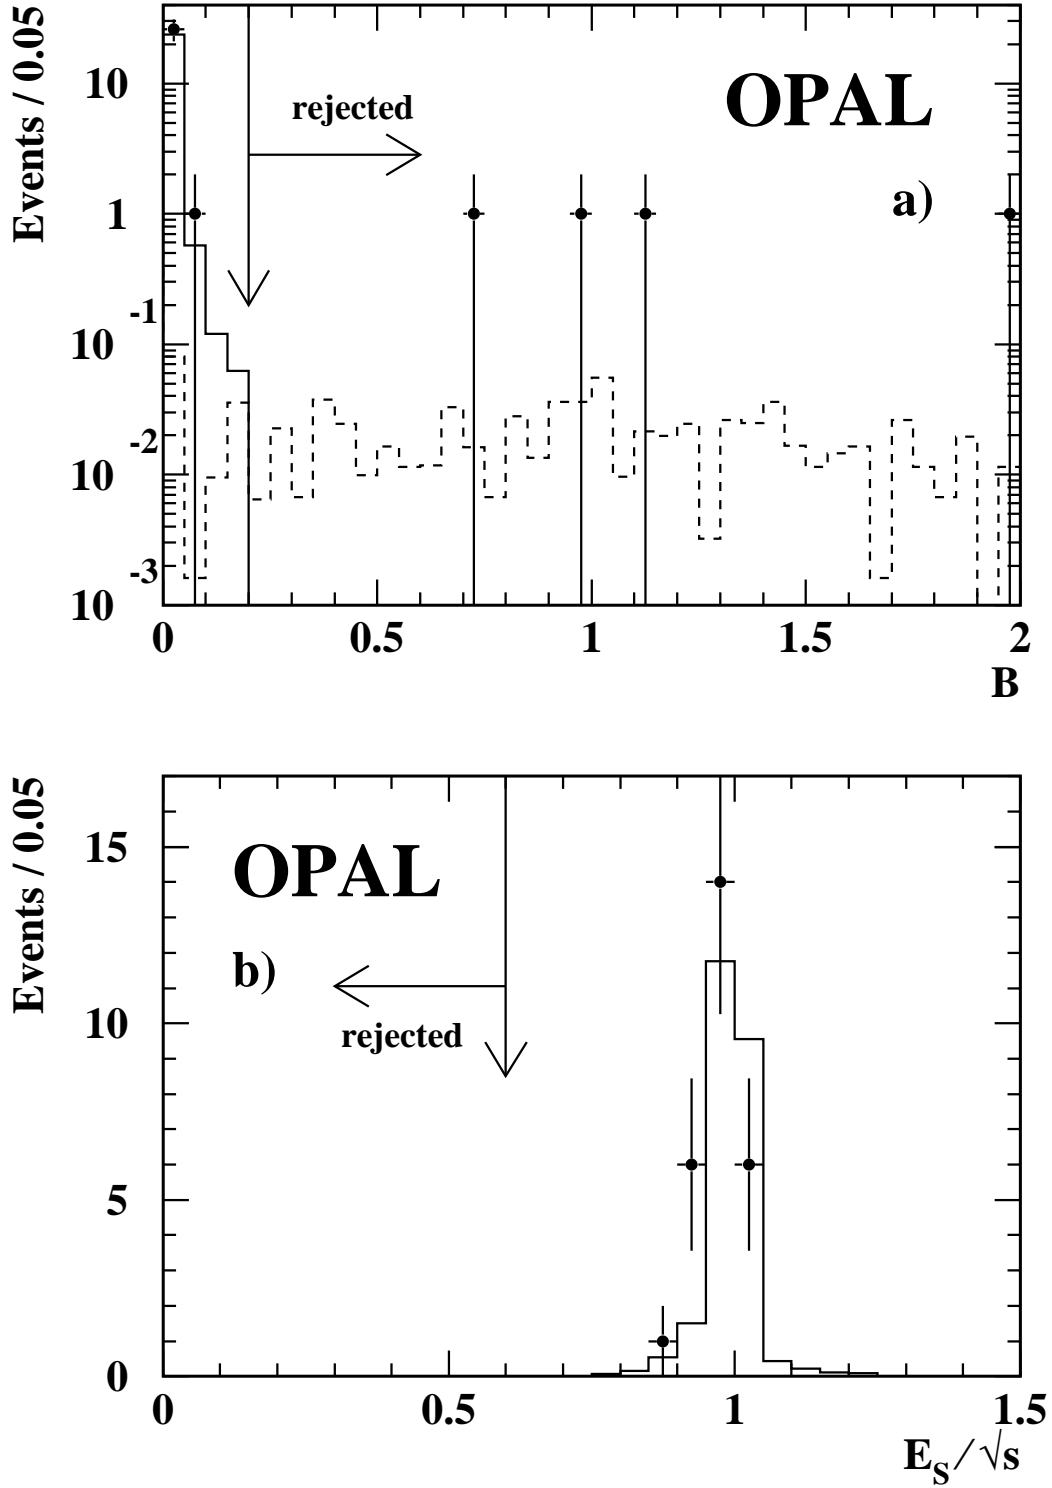 Events / 0.05
10
1
10 -1
10 -2
10 -3
rejected
OPAL
a)
0 0.5 1 1.5 2
B
Events / 0.05
15
10
5
0
OPAL
b)
rejected
0 0.5 1 1.5
E_S / √s